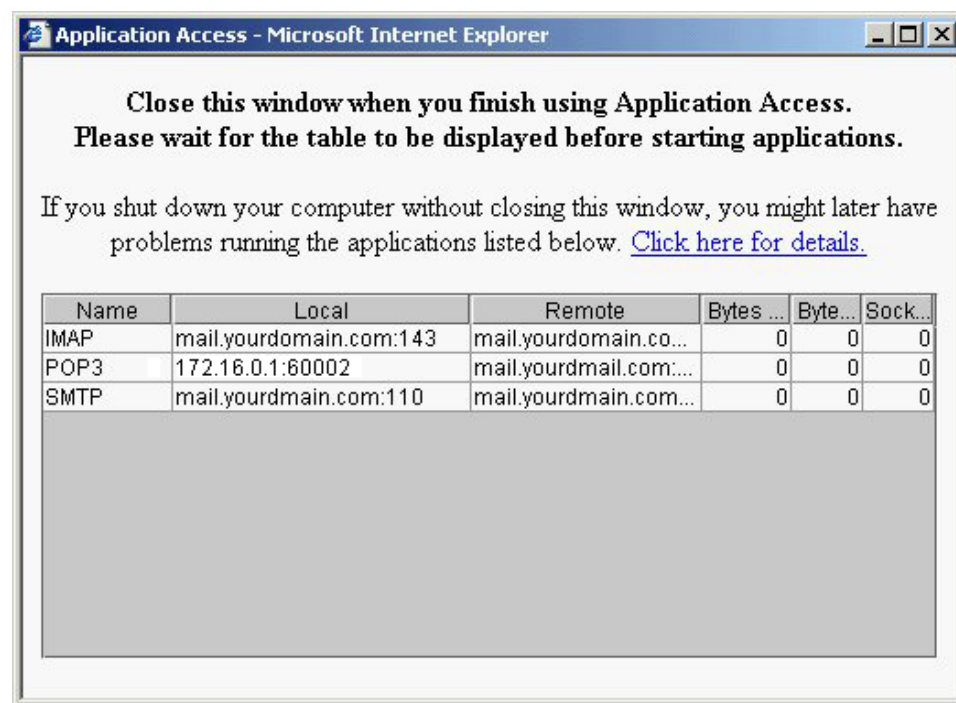 Application Access - Microsoft Internet Explorer
Close this window when you finish using Application Access.
Please wait for the table to be displayed before starting applications.
If you shut down your computer without closing this window, you might later have
problems running the applications listed below. Click here for details.
Name Local Remote Bytes ... Byte... Sock...
IMAP mail.yourdomain.com:143 mail.yourdomain.co... 0 0 0
POP3 172.16.0.1:60002 mail.yourdmail.com:... 0 0 0
SMTP mail.yourdmain.com:110 mail.yourdmain.com... 0 0 0